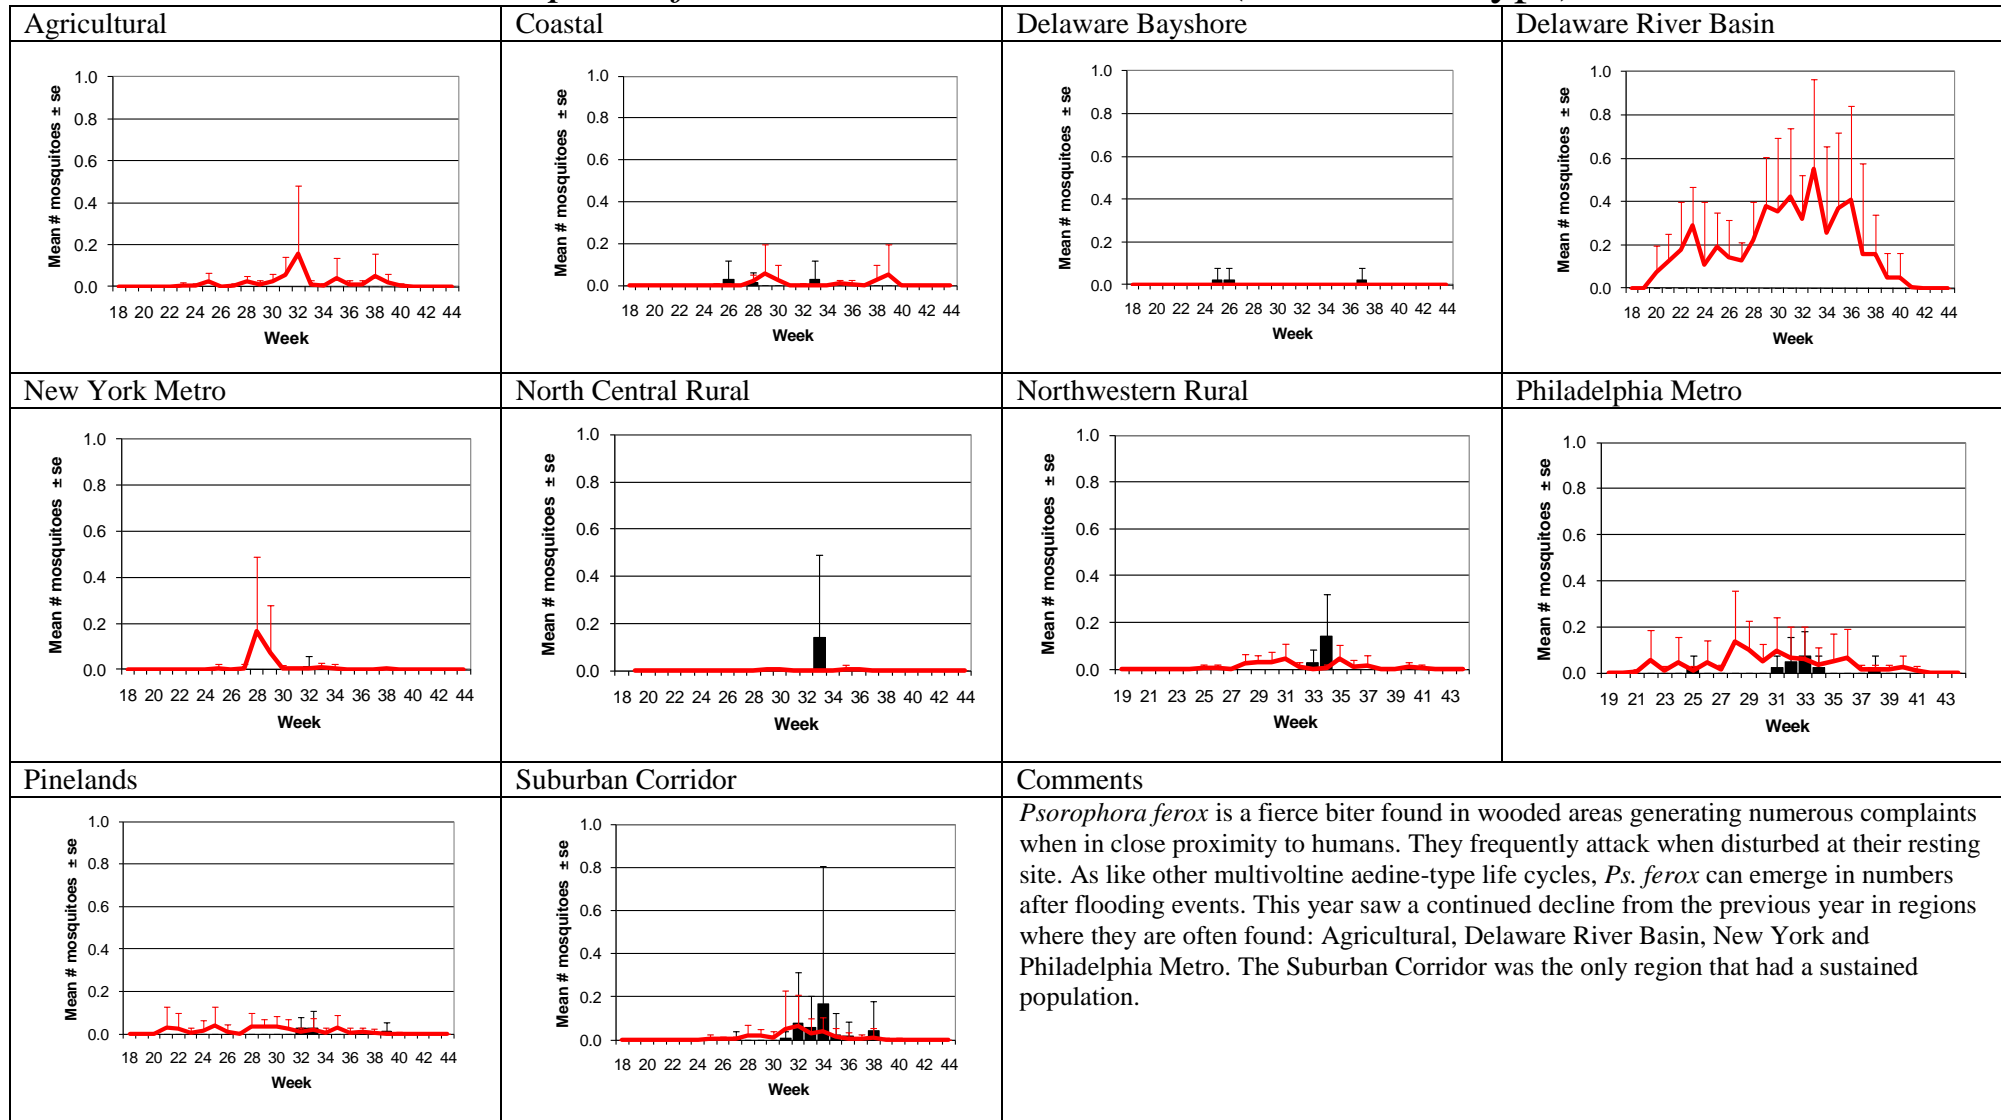 Agricultural
Mean # mosquitoes ± se
1.0
0.8
0.6
0.4
0.2
0.0
18 20 22 24 26 28 30 32 34 36 38 40 42 44
Week
Coastal
Mean # mosquitoes ± se
1.0
0.8
0.6
0.4
0.2
0.0
18 20 22 24 26 28 30 32 34 36 38 40 42 44
Week
Delaware Bayshore
Mean # mosquitoes ± se
1.0
0.8
0.6
0.4
0.2
0.0
18 20 22 24 26 28 30 32 34 36 38 40 42 44
Week
Delaware River Basin
Mean # mosquitoes ± se
1.0
0.8
0.6
0.4
0.2
0.0
18 20 22 24 26 28 30 32 34 36 38 40 42 44
Week
New York Metro
Mean # mosquitoes ± se
1.0
0.8
0.6
0.4
0.2
0.0
18 20 22 24 26 28 30 32 34 36 38 40 42 44
Week
North Central Rural
Mean # mosquitoes ± se
1.0
0.8
0.6
0.4
0.2
0.0
18 20 22 24 26 28 30 32 34 36 38 40 42 44
Week
Northwestern Rural
Mean # mosquitoes ± se
1.0
0.8
0.6
0.4
0.2
0.0
19 21 23 25 27 29 31 33 35 37 39 41 43
Week
Philadelphia Metro
Mean # mosquitoes ± se
1.0
0.8
0.6
0.4
0.2
0.0
19 21 23 25 27 29 31 33 35 37 39 41 43
Week
Pinelands
Mean # mosquitoes ± se
1.0
0.8
0.6
0.4
0.2
0.0
18 20 22 24 26 28 30 32 34 36 38 40 42 44
Week
Suburban Corridor
Mean # mosquitoes ± se
1.0
0.8
0.6
0.4
0.2
0.0
18 20 22 24 26 28 30 32 34 36 38 40 42 44
Week
Comments
Psorophora ferox is a fierce biter found in wooded areas generating numerous complaints
when in close proximity to humans. They frequently attack when disturbed at their resting
site. As like other multivoltine aedine-type life cycles, Ps. ferox can emerge in numbers
after flooding events. This year saw a continued decline from the previous year in regions
where they are often found: Agricultural, Delaware River Basin, New York and
Philadelphia Metro. The Suburban Corridor was the only region that had a sustained
population.